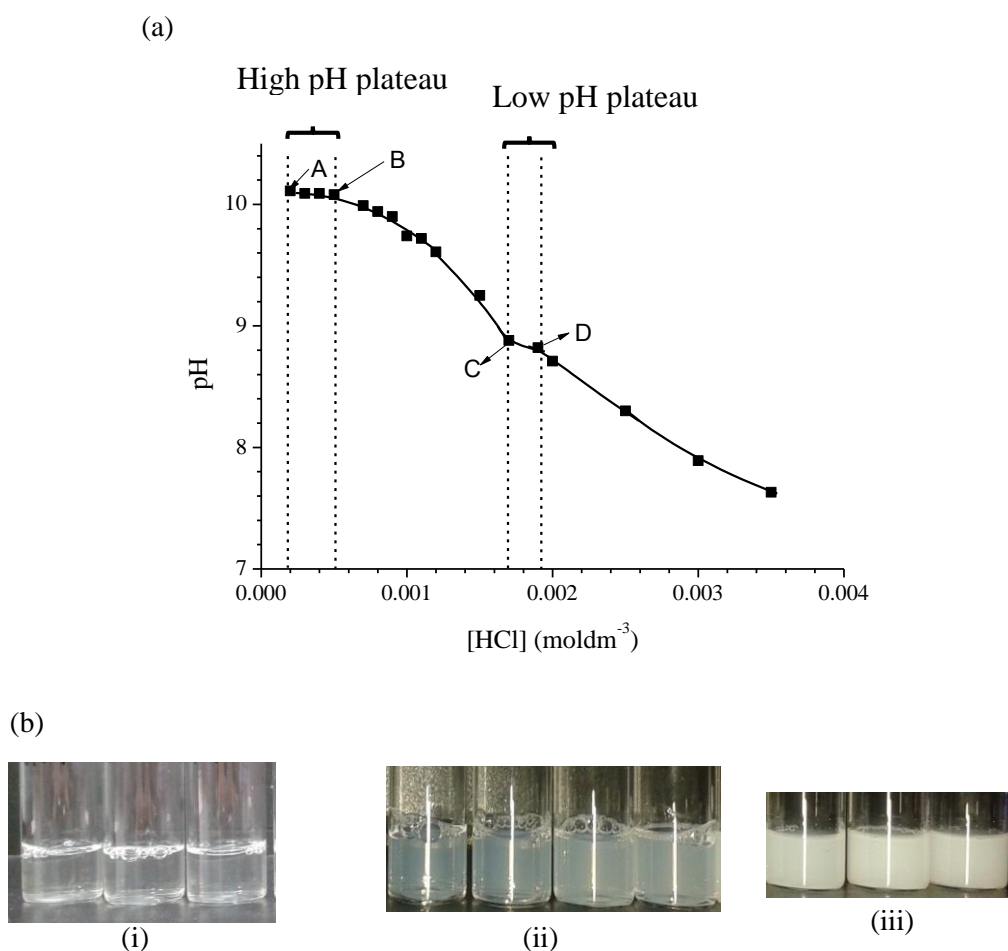 (a)
High pH plateau
Low pH plateau
A
B
10
9
D
C
pH
8
7
0.000
0.001
0.002
0.003
0.004
[HCl] (moldm-3)
(b)
(i)
(ii)
(iii)